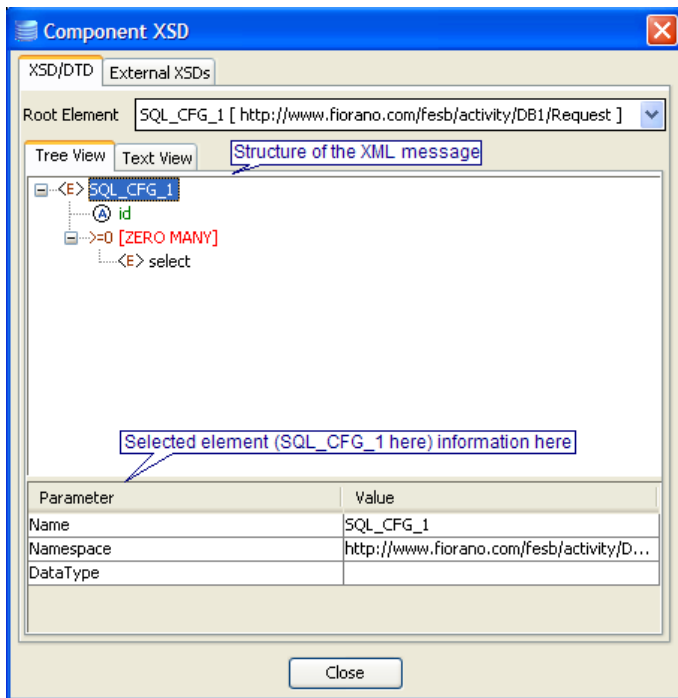 Component XSD
XSD/DTD External XSDs
Root Element SQL_CFG_1 [ http://www.fiorano.com/fesb/activity/DB1/Request ]
Tree View Text View Structure of the XML message
<E> SQL_CFG_1
A id
>=0 [ZERO MANY]
<E> select
Selected element (SQL_CFG_1 here) information here
Parameter Value
Name SQL_CFG_1
Namespace http://www.fiorano.com/fesb/activity/D...
DataType
Close